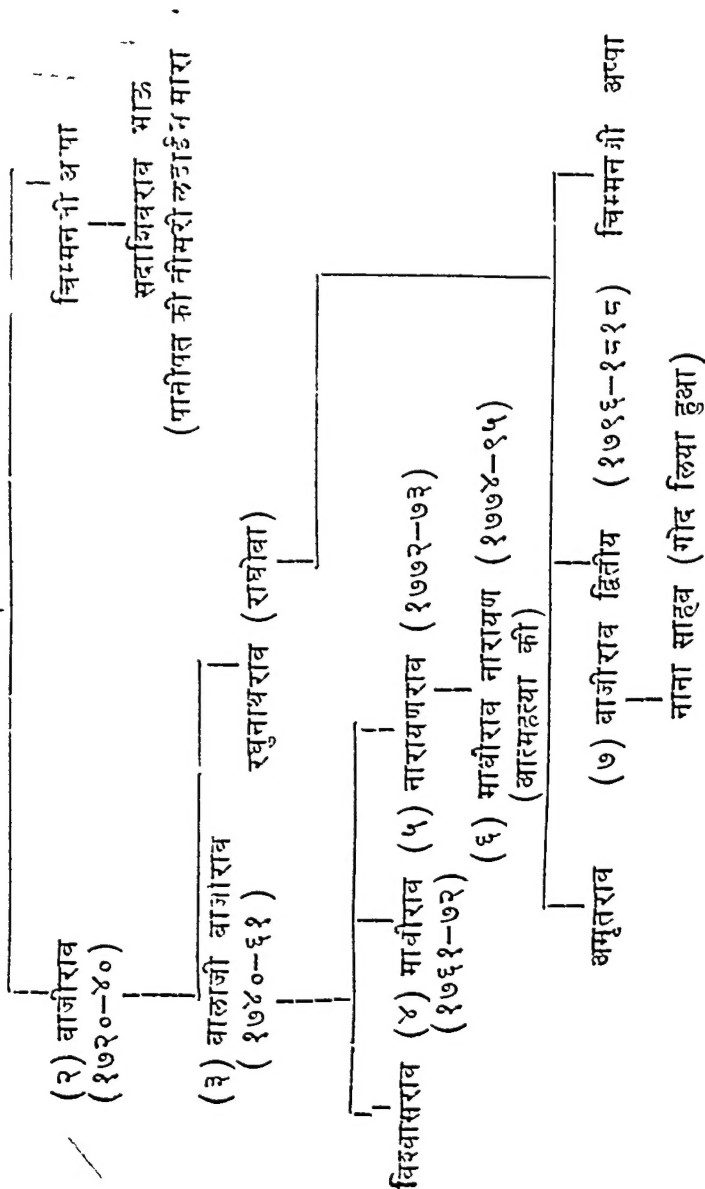 (२) बाजीराव
(१७२०–४०)
चिम्मनजी अप्पा
सदाशिवराव भाऊ
(पानीपत की तीसरी लड़ाई में मारा
(३) बालाजी बाजीराव
(१७४०–६१)
रघुनाथराव (राघोबा)
विश्वासराव
(४) माधोराव
(१७६१–७२)
(५) नारायणराव (१७७२–७३)
(६) माधोराव नारायण (१७७४–९५)
(आत्महत्या की)
अमृतराव
(७) बाजीराव द्वितीय (१७९६–१८१८)
चिम्मनजी अप्पा
नाना साहब (गोद लिया हुआ)